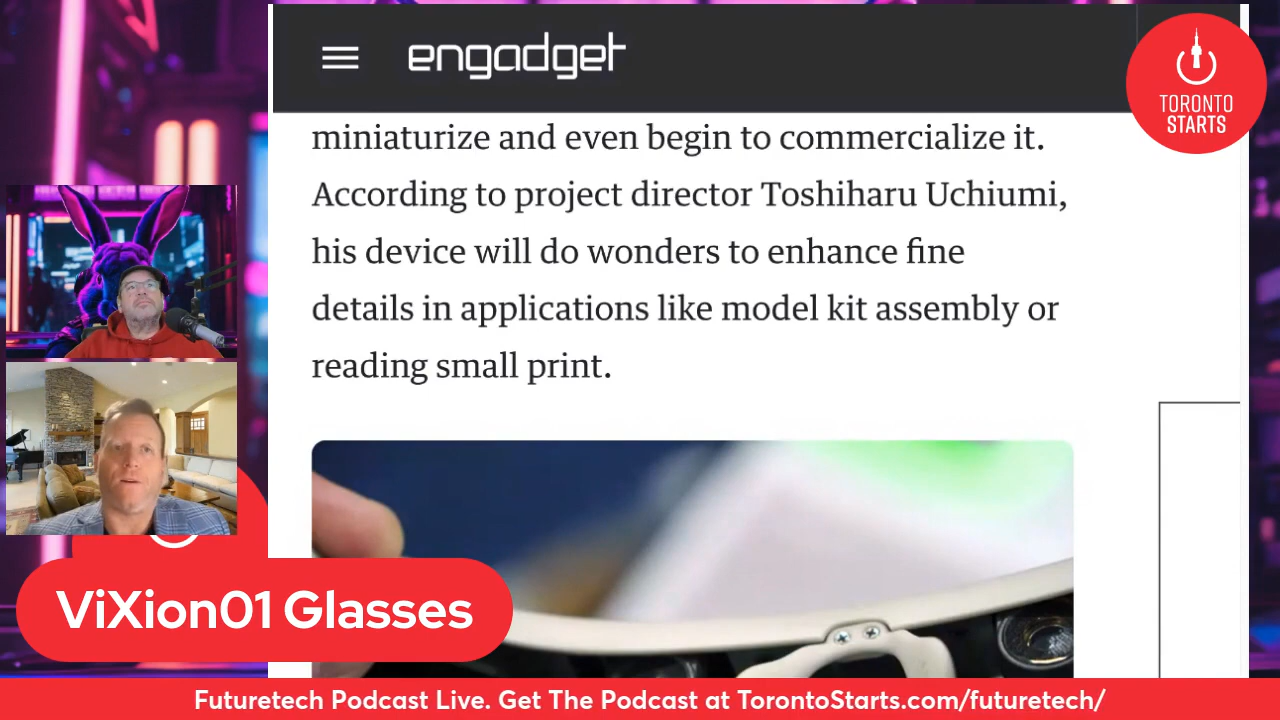 engadget
TORONTO
STARTS
miniaturize and even begin to commercialize it.
According to project director Toshiharu Uchiumi,
his device will do wonders to enhance fine
details in applications like model kit assembly or
reading small print.
ViXion01 Glasses
Futuretech Podcast Live. Get The Podcast at TorontoStarts.com/futuretech/